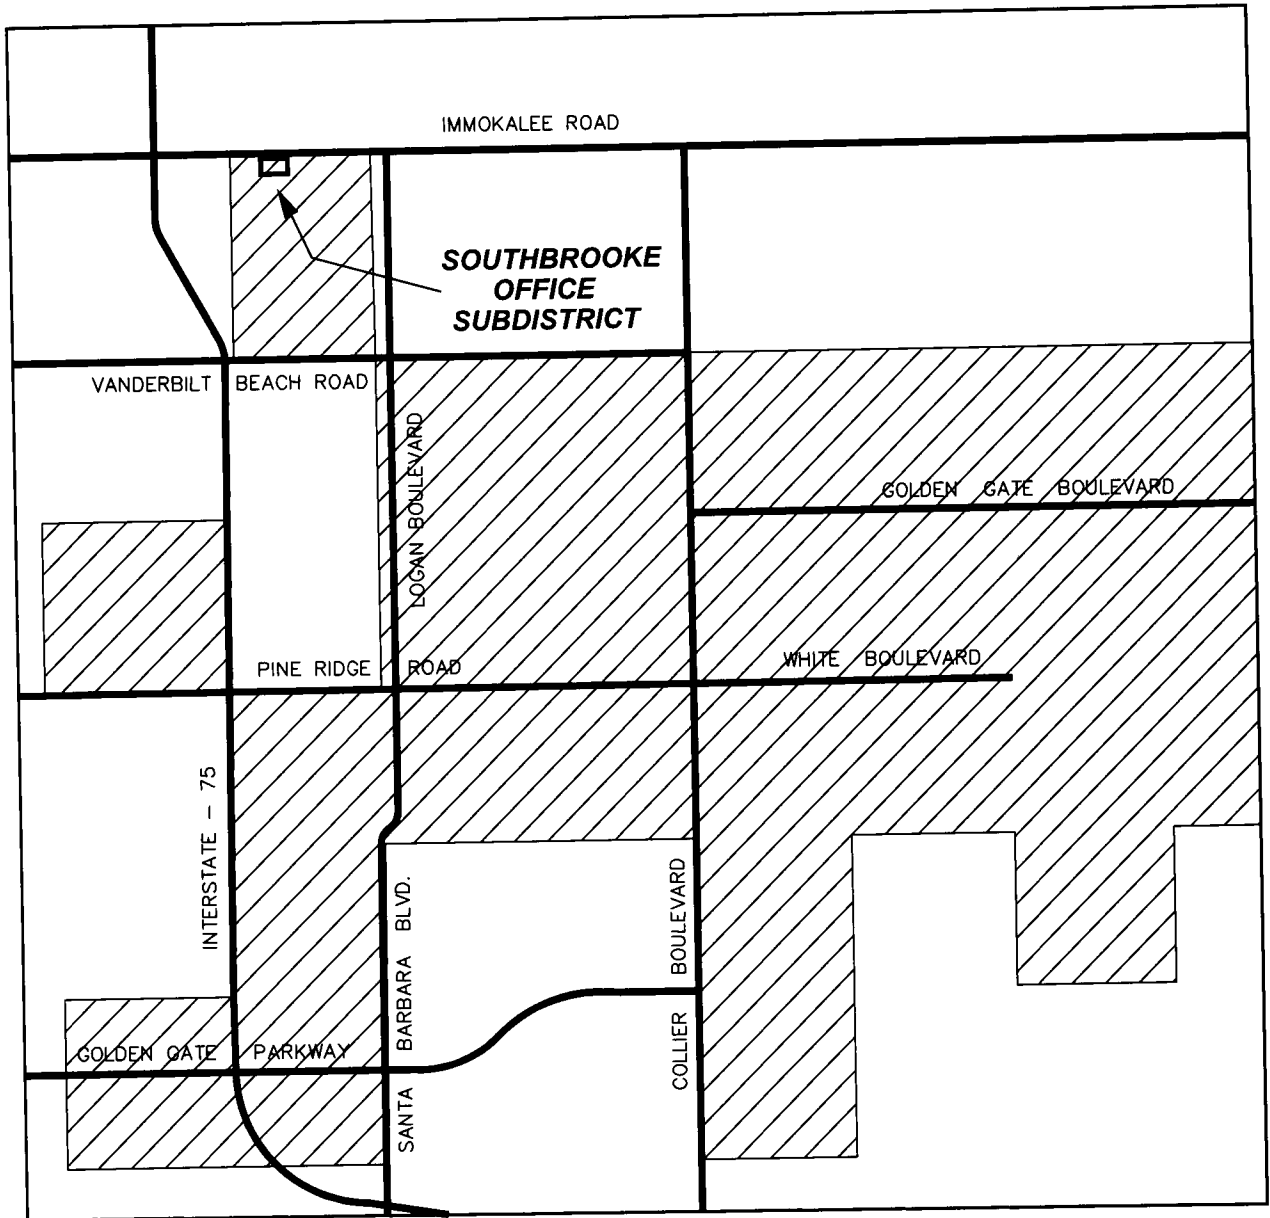 IMMOKALEE ROAD
SOUTHBROOKE
OFFICE
SUBDISTRICT
VANDERBILT BEACH ROAD
LOGAN BOULEVARD
GOLDEN GATE BOULEVARD
PINE RIDGE ROAD
WHITE BOULEVARD
INTERSTATE - 75
SANTA BARBARA BLVD.
COLLIER BOULEVARD
GOLDEN GATE PARKWAY